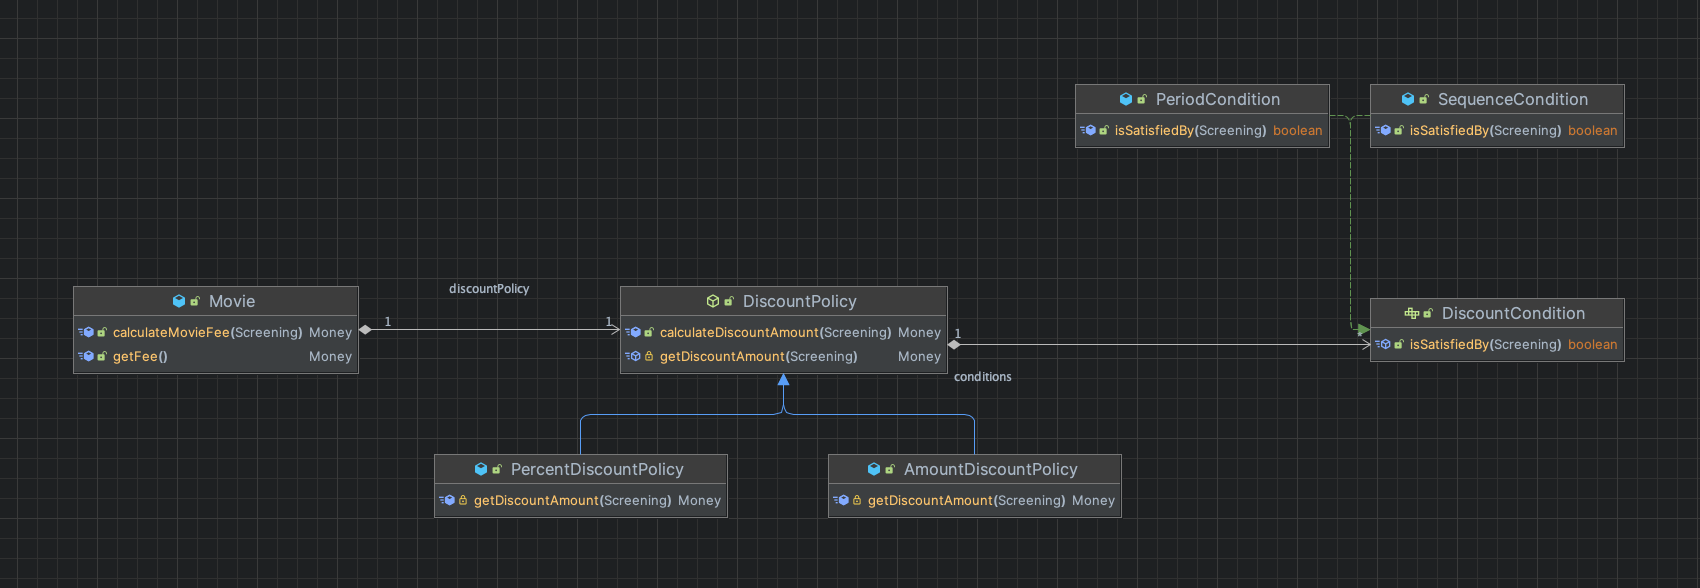 PeriodCondition
isSatisfiedBy(Screening) boolean
SequenceCondition
isSatisfiedBy(Screening) boolean
Movie
calculateMovieFee(Screening) Money
getFee() Money
1
discountPolicy
1
DiscountPolicy
calculateDiscountAmount(Screening) Money
getDiscountAmount(Screening) Money
1
conditions
*
DiscountCondition
isSatisfiedBy(Screening) boolean
PercentDiscountPolicy
getDiscountAmount(Screening) Money
AmountDiscountPolicy
getDiscountAmount(Screening) Money